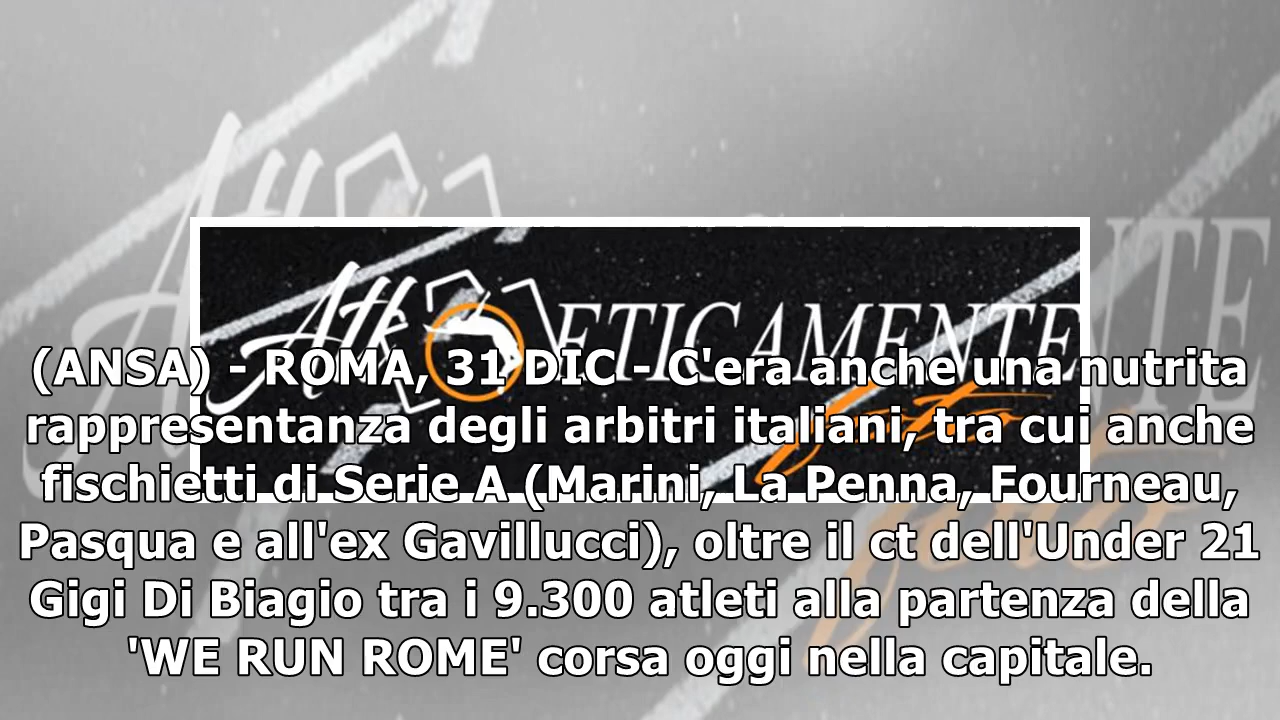 AthlETICAMENTE
foto
(ANSA) - ROMA, 31 DIC - C'era anche una nutrita
rappresentanza degli arbitri italiani, tra cui anche
fischietti di Serie A (Marini, La Penna, Fourneau,
Pasqua e all'ex Gavillucci), oltre il ct dell'Under 21
Gigi Di Biagio tra i 9.300 atleti alla partenza della
'WE RUN ROME' corsa oggi nella capitale.